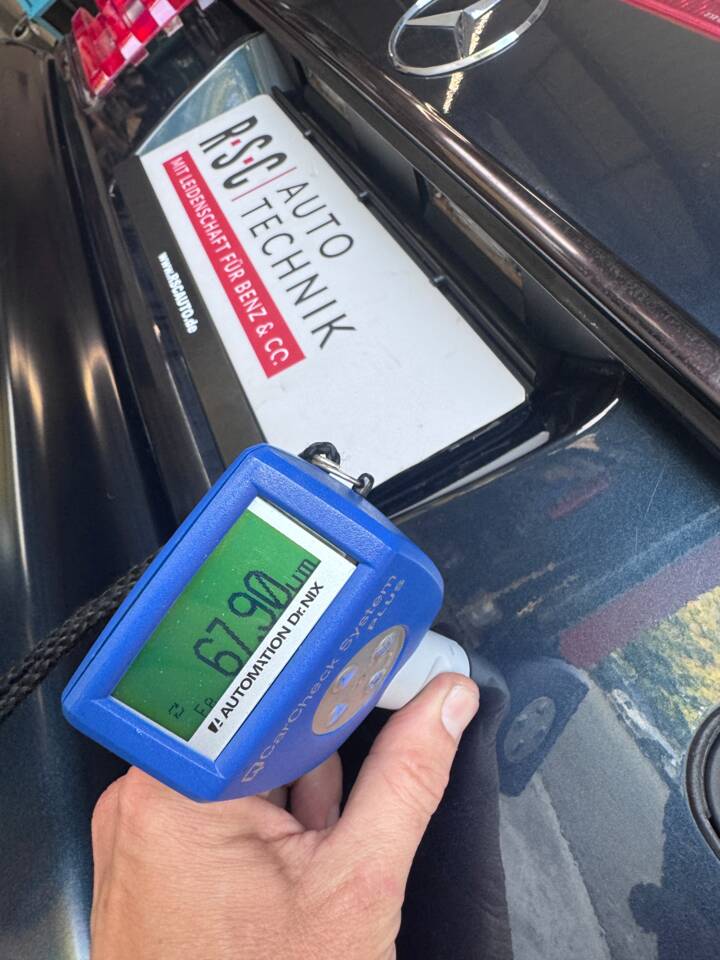 R·S·C AUTO
TECHNIK
MIT LEIDENSCHAFT FÜR BENZ & CO.
www.RSCAUTO.de
67.90 µm
Fe
AUTOMATION Dr. NIX
CarCheck System
PLUS